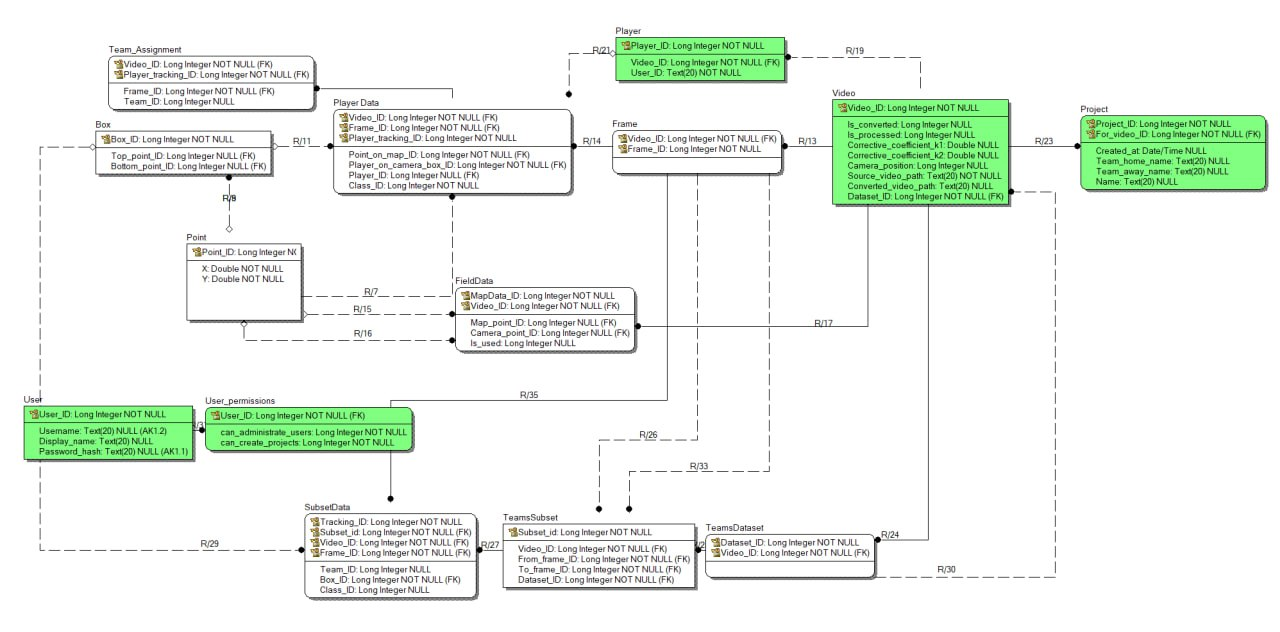 Player
Player_ID: Long Integer NOT NULL
Video_ID: Long Integer NOT NULL (FK)
User_ID: Text(20) NOT NULL
R/21
R/19
Team_Assignment
Video_ID: Long Integer NOT NULL (FK)
Player_tracking_ID: Long Integer NOT NULL (FK)
Frame_ID: Long Integer NOT NULL (FK)
Team_ID: Long Integer NULL
Player Data
Video_ID: Long Integer NOT NULL (FK)
Frame_ID: Long Integer NOT NULL (FK)
Player_tracking_ID: Long Integer NOT NULL
Point_on_map_ID: Long Integer NULL (FK)
Player_on_camera_box_ID: Long Integer NULL (FK)
Player_ID: Long Integer NULL (FK)
Class_ID: Long Integer NOT NULL
Video
Video_ID: Long Integer NOT NULL
Is_converted: Long Integer NULL
Is_processed: Long Integer NULL
Corrective_coefficient_k1: Double NULL
Corrective_coefficient_k2: Double NULL
Camera_position: Long Integer NULL
Source_video_path: Text(20) NOT NULL
Converted_video_path: Text(20) NULL
Dataset_ID: Long Integer NOT NULL (FK)
Project
Project_ID: Long Integer NOT NULL
For_video_ID: Long Integer NOT NULL (FK)
Created_at: Date/Time NULL
Team_home_name: Text(20) NULL
Team_away_name: Text(20) NULL
Name: Text(20) NULL
Box
Box_ID: Long Integer NOT NULL
Top_point_ID: Long Integer NOT NULL (FK)
Bottom_point_ID: Long Integer NOT NULL (FK)
R/11
R/14
Frame
Video_ID: Long Integer NOT NULL (FK)
Frame_ID: Long Integer NOT NULL
R/13
R/23
Point
Point_ID: Long Integer N
X: Double NOT NULL
Y: Double NOT NULL
R/7
R/15
R/16
FieldData
MapData_ID: Long Integer NOT NULL
Video_ID: Long Integer NOT NULL (FK)
Map_point_ID: Long Integer NULL (FK)
Camera_point_ID: Long Integer NULL (FK)
Is_used: Long Integer NULL
R/17
User
User_ID: Long Integer NOT NULL
Username: Text(20) NULL (AK1.2)
Display_name: Text(20) NULL
Password_hash: Text(20) NULL (AK1.1)
User_permissions
User_ID: Long Integer NOT NULL (FK)
can_administrate_users: Long Integer NOT NULL
can_create_projects: Long Integer NOT NULL
R/35
R/26
R/33
SubsetData
Tracking_ID: Long Integer NOT NULL
Subset_id: Long Integer NOT NULL (FK)
Video_ID: Long Integer NOT NULL (FK)
Frame_ID: Long Integer NOT NULL (FK)
Team_ID: Long Integer NULL
Box_ID: Long Integer NOT NULL (FK)
Class_ID: Long Integer NULL
R/29
R/27
TeamsSubset
Subset_id: Long Integer NOT NULL
Video_ID: Long Integer NOT NULL (FK)
From_frame_ID: Long Integer NOT NULL (FK)
To_frame_ID: Long Integer NOT NULL (FK)
Dataset_ID: Long Integer NOT NULL (FK)
TeamsDataset
Dataset_ID: Long Integer NOT NULL
Video_ID: Long Integer NOT NULL (FK)
R/24
R/30